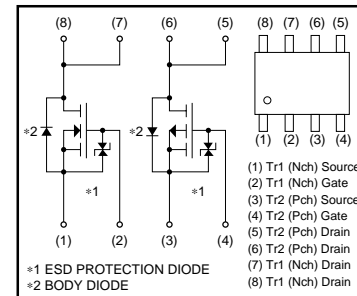 (8) (7) (6) (5)
(8) (7) (6) (5)
∗2 ∗2
∗1 ∗1
(1) (2) (3) (4)
(1) (2) (3) (4)
(1) Tr1 (Nch) Source
(2) Tr1 (Nch) Gate
(3) Tr2 (Pch) Source
(4) Tr2 (Pch) Gate
(5) Tr2 (Pch) Drain
(6) Tr2 (Pch) Drain
(7) Tr1 (Nch) Drain
(8) Tr1 (Nch) Drain
∗1 ESD PROTECTION DIODE
∗2 BODY DIODE